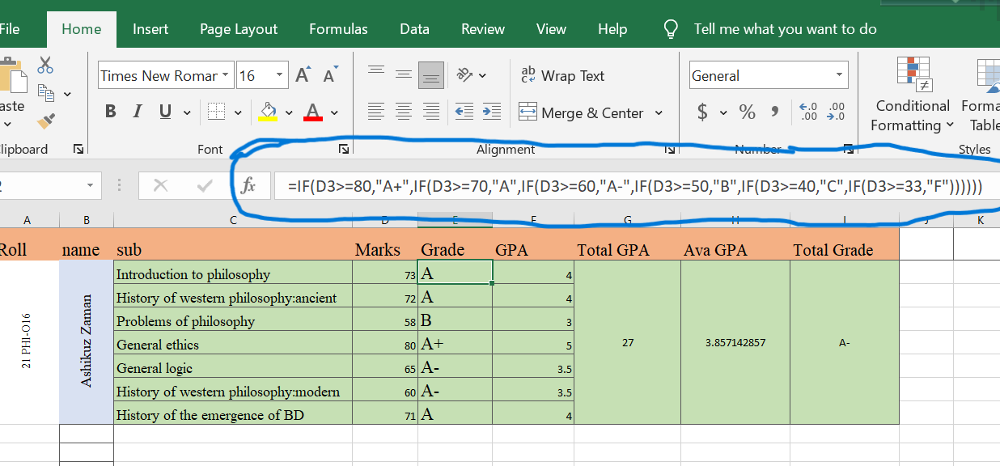 File Home Insert Page Layout Formulas Data Review View Help Tell me what you want to do
Times New Romar 16 A A ab Wrap Text General
aste B I U A Merge & Center $ % , .0 .00 .00 .0 Conditional Forma
Formatting Table
lipboard Font Alignment Number Styles
fx =IF(D3>=80,"A+",IF(D3>=70,"A",IF(D3>=60,"A-",IF(D3>=50,"B",IF(D3>=40,"C",IF(D3>=33,"F"))))))
A B C D E F G H I J K
Roll name sub Marks Grade GPA Total GPA Ava GPA Total Grade
21 PHI-O16 Ashikuz Zaman
Introduction to philosophy 73 A 4
History of western philosophy:ancient 72 A 4
Problems of philosophy 58 B 3
General ethics 80 A+ 5 27 3.857142857 A-
General logic 65 A- 3.5
History of western philosophy:modern 60 A- 3.5
History of the emergence of BD 71 A 4